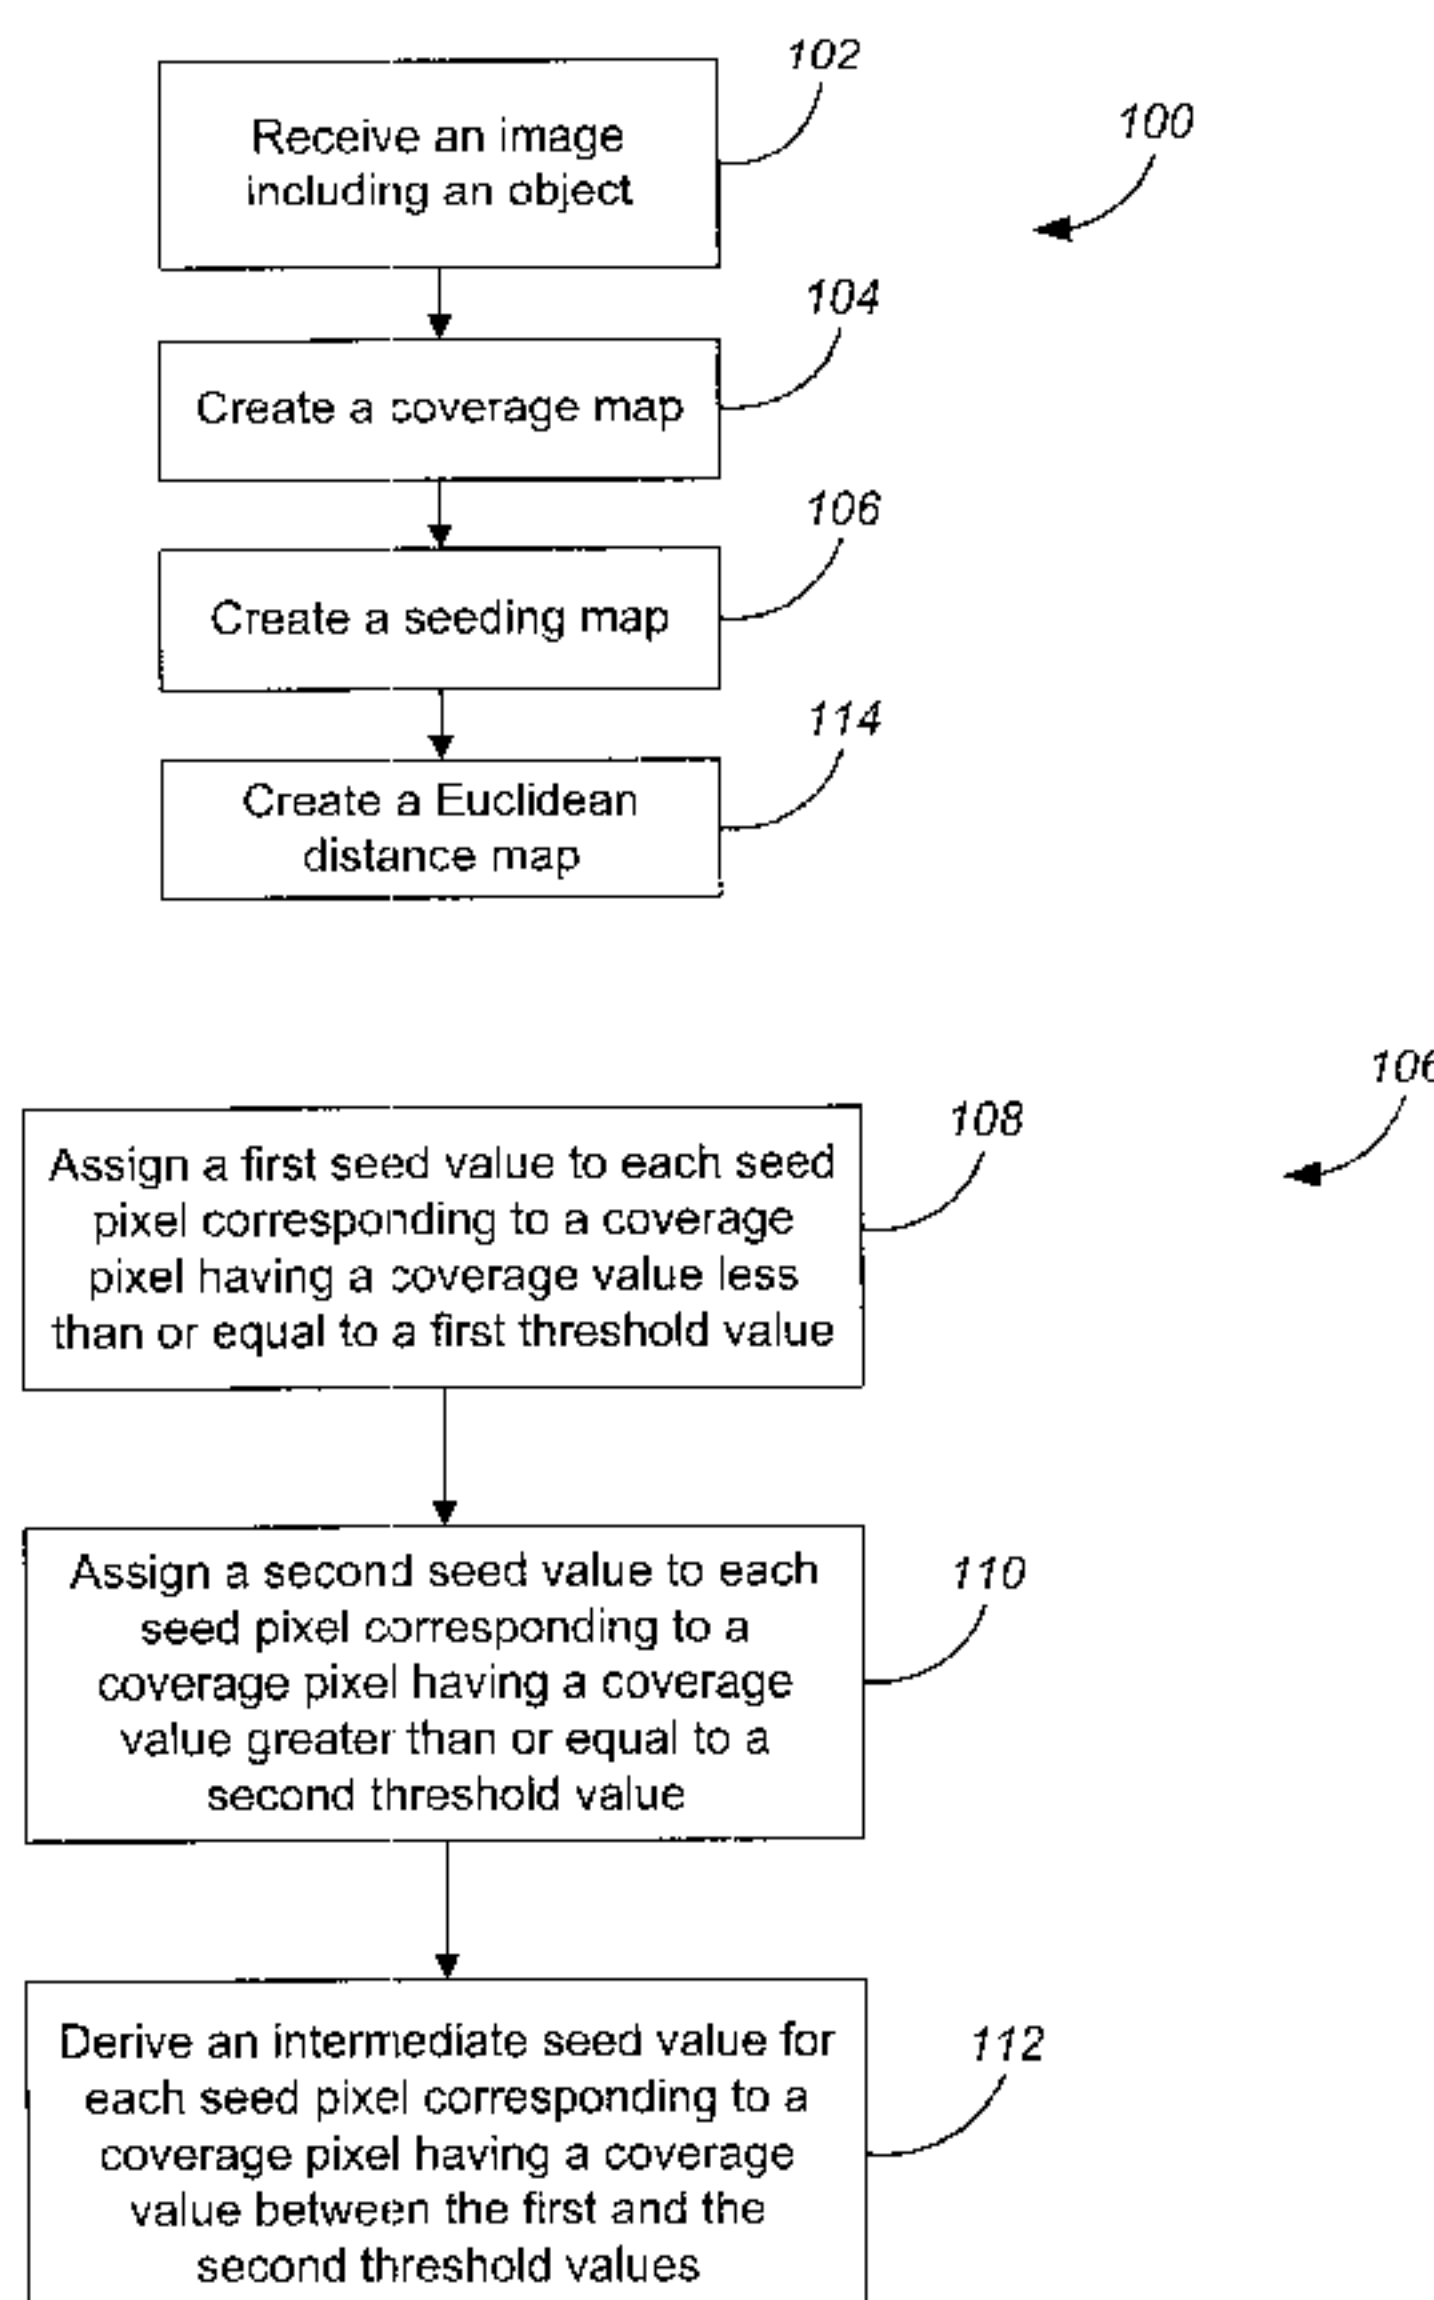 102
100
Receive an image
including an object
104
Create a coverage map
106
Create a seeding map
114
Create a Euclidean
distance map
106
108
Assign a first seed value to each seed
pixel corresponding to a coverage
pixel having a coverage value less
than or equal to a first threshold value
110
Assign a second seed value to each
seed pixel corresponding to a
coverage pixel having a coverage
value greater than or equal to a
second threshold value
112
Derive an intermediate seed value for
each seed pixel corresponding to a
coverage pixel having a coverage
value between the first and the
second threshold values